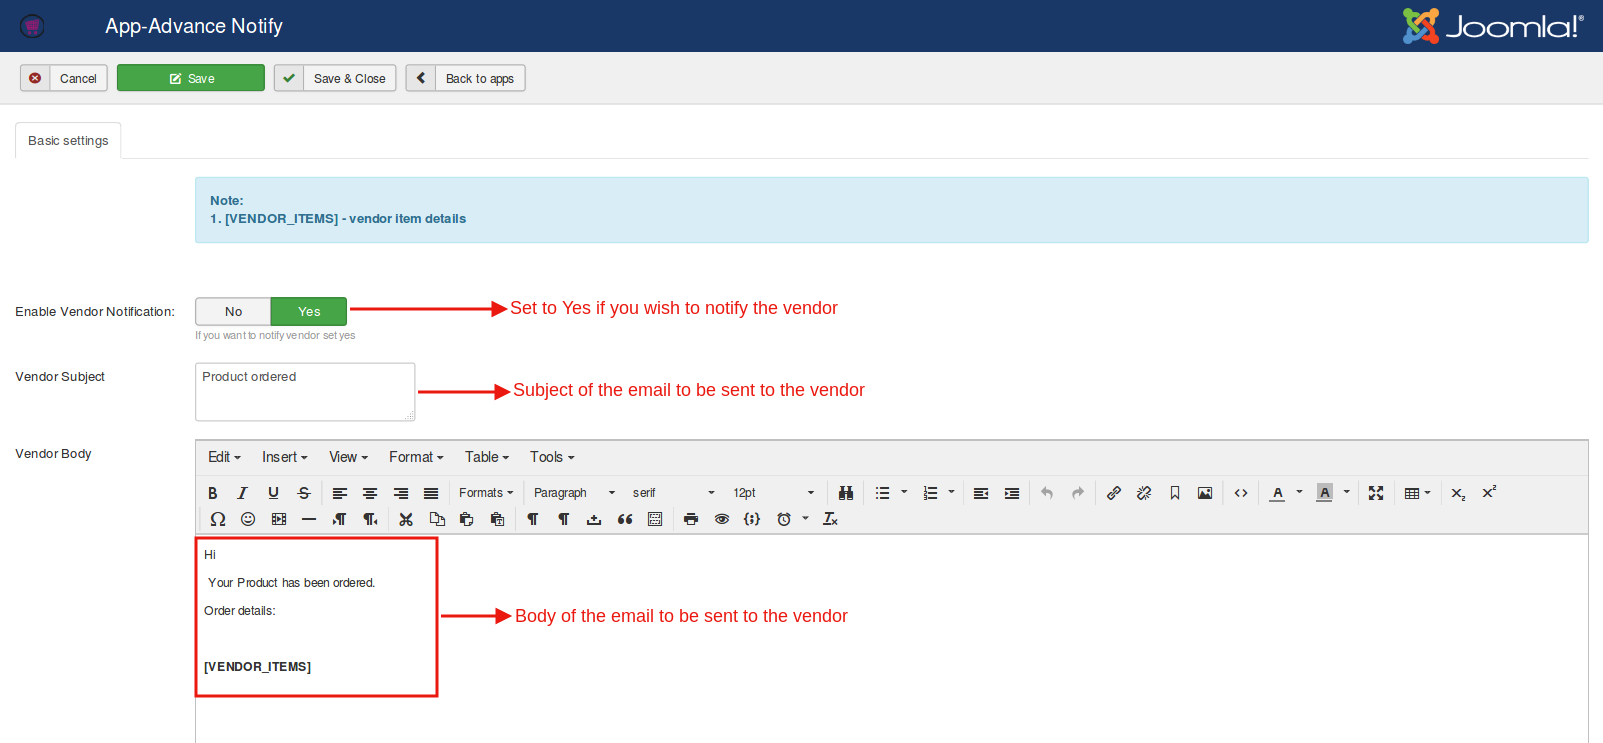 App-Advance Notify
Joomla!®
Cancel
Save
Save & Close
Back to apps
Basic settings
Note:
1. [VENDOR_ITEMS] - vendor item details
Enable Vendor Notification:
No
Yes
Set to Yes if you wish to notify the vendor
If you want to notify vendor set yes
Vendor Subject
Product ordered
Subject of the email to be sent to the vendor
Vendor Body
Edit Insert View Format Table Tools
Formats Paragraph serif 12pt
Hi
Your Product has been ordered.
Order details:
Body of the email to be sent to the vendor
[VENDOR_ITEMS]